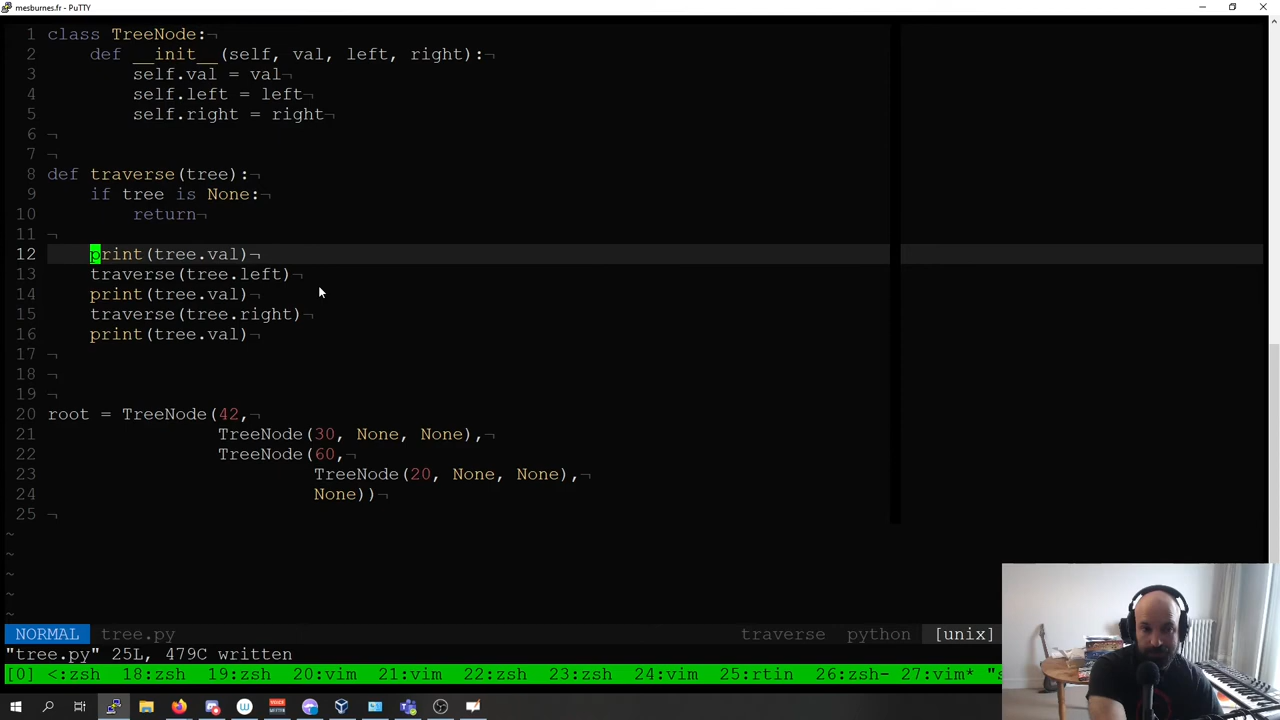 mesburnes.fr - PuTTY
1 class TreeNode:¬
2 def __init__(self, val, left, right):¬
3 self.val = val¬
4 self.left = left¬
5 self.right = right¬
6 ¬
7 ¬
8 def traverse(tree):¬
9 if tree is None:¬
10 return¬
11 ¬
12 print(tree.val)¬
13 traverse(tree.left)¬
14 print(tree.val)¬
15 traverse(tree.right)¬
16 print(tree.val)¬
17 ¬
18 ¬
19 ¬
20 root = TreeNode(42,¬
21 TreeNode(30, None, None),¬
22 TreeNode(60,¬
23 TreeNode(20, None, None),¬
24 None))¬
25 ¬
~
~
~
~
~
NORMAL tree.py traverse python [unix]
"tree.py" 25L, 479C written
[0] <:zsh 18:zsh 19:zsh 20:vim 21:vim 22:zsh 23:zsh 24:vim 25:rtin 26:zsh- 27:vim* "s